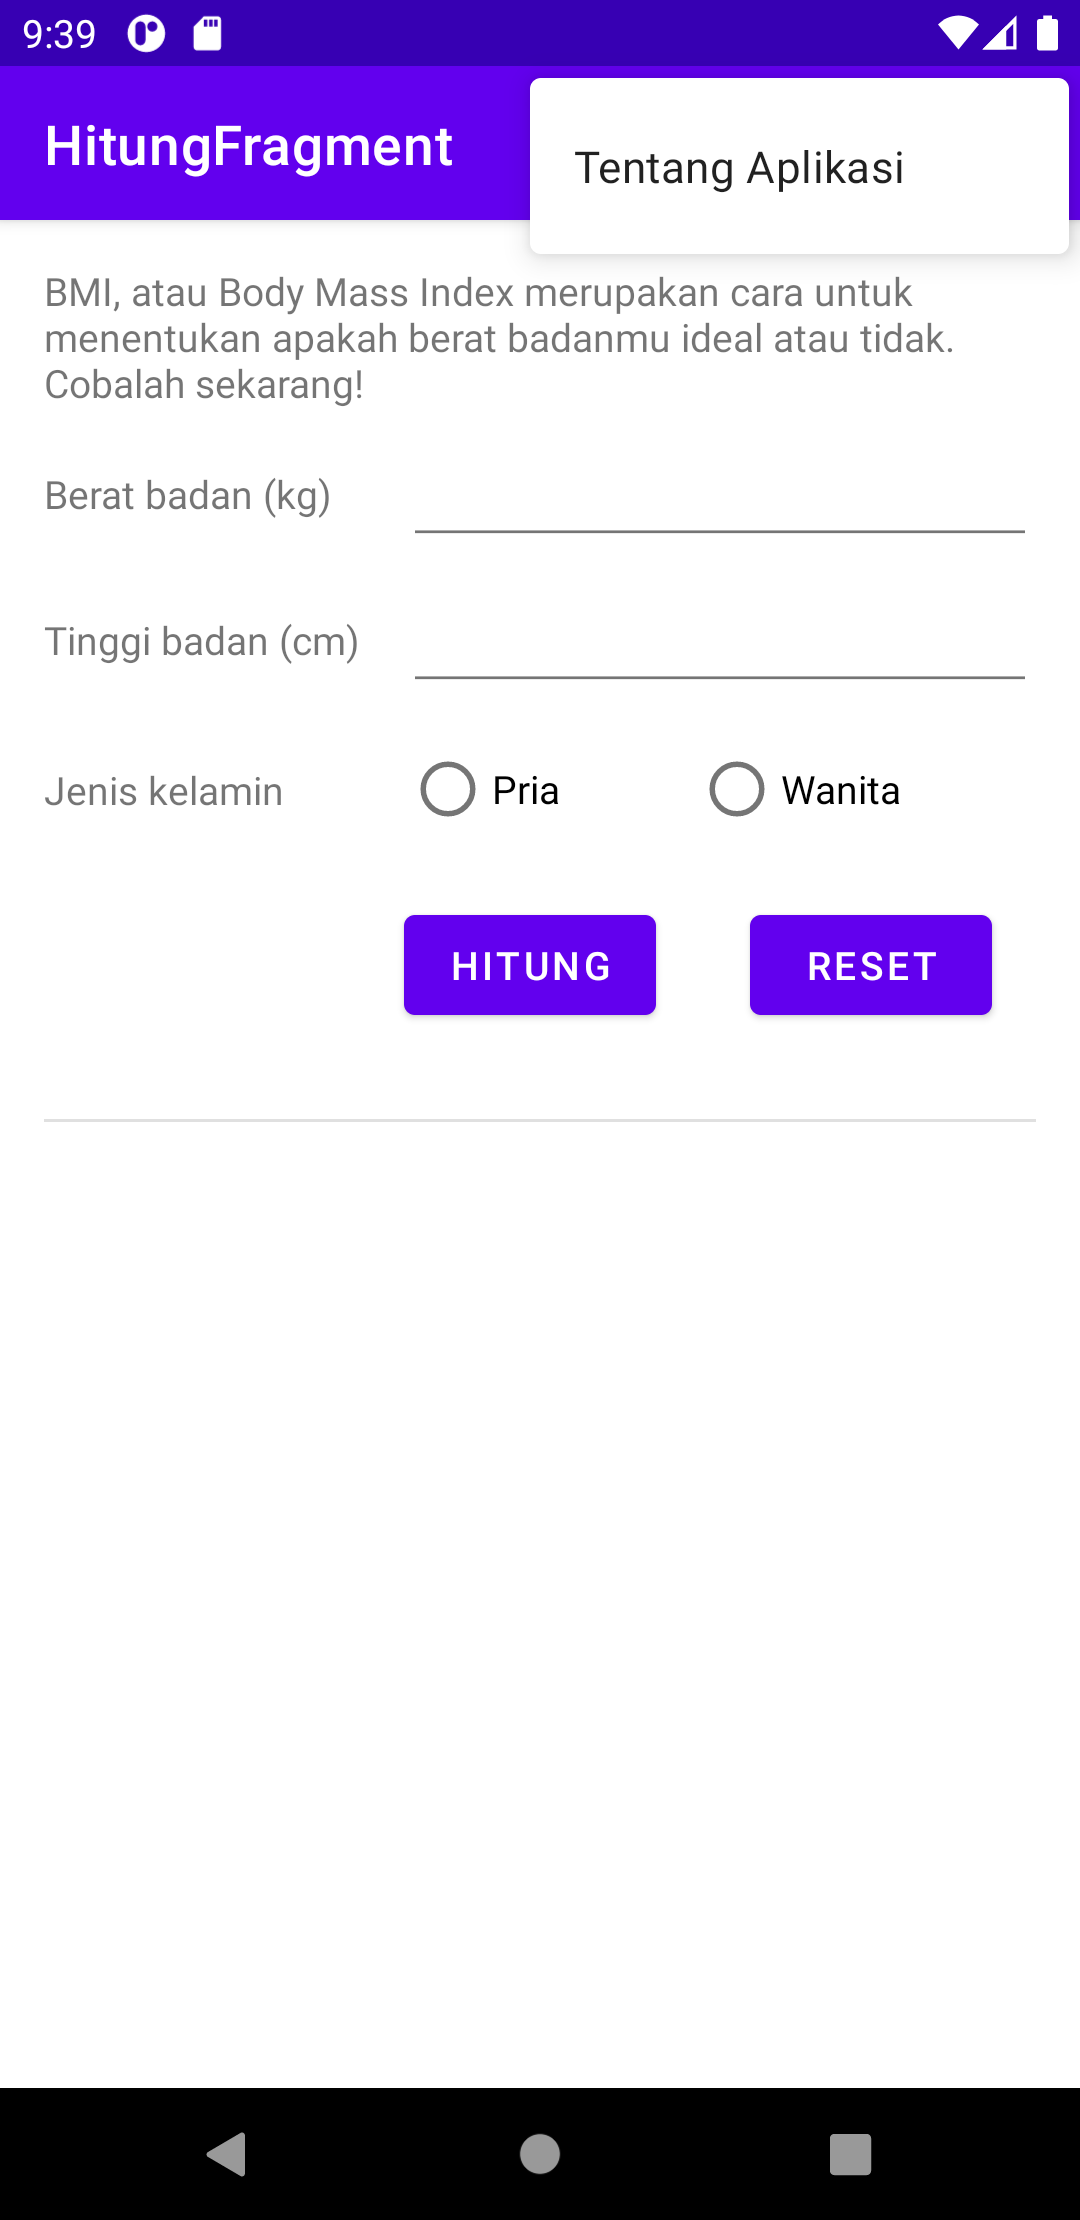 9:39
HitungFragment
Tentang Aplikasi
BMI, atau Body Mass Index merupakan cara untuk
menentukan apakah berat badanmu ideal atau tidak.
Cobalah sekarang!
Berat badan (kg)
Tinggi badan (cm)
Jenis kelamin
Pria
Wanita
HITUNG
RESET